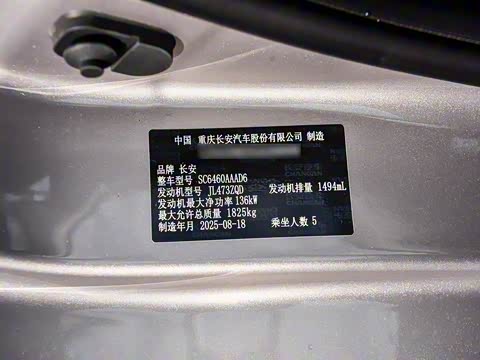 中国 重庆长安汽车股份有限公司 制造
品牌 长安
整车型号 SC6460AAAD6
发动机型号 JL473ZQD 发动机排量 1494mL
发动机最大净功率 136kW
最大允许总质量 1825kg
制造年月 2025-08-18 乘坐人数 5